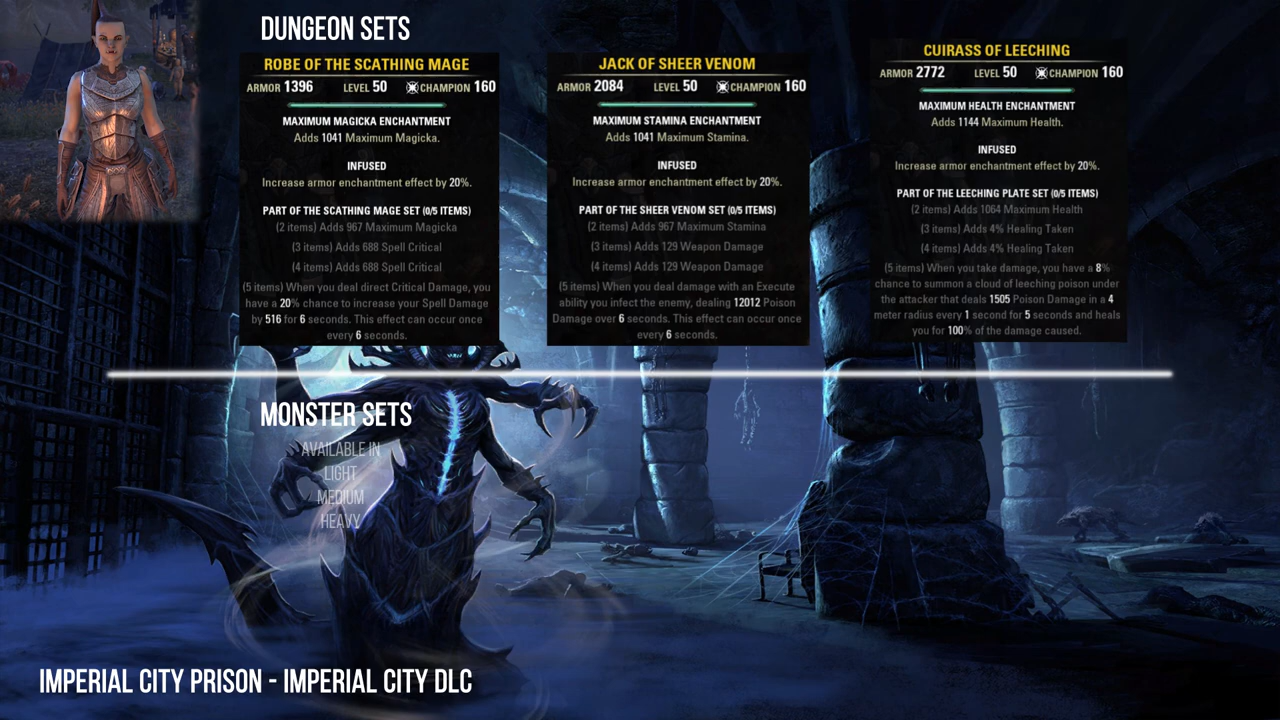 DUNGEON SETS
ROBE OF THE SCATHING MAGE
ARMOR 1396 LEVEL 50 CHAMPION 160
MAXIMUM MAGICKA ENCHANTMENT
Adds 1041 Maximum Magicka.
INFUSED
Increase armor enchantment effect by 20%.
PART OF THE SCATHING MAGE SET (0/5 ITEMS)
(2 items) Adds 967 Maximum Magicka
(3 items) Adds 688 Spell Critical
(4 items) Adds 688 Spell Critical
(5 items) When you deal direct Critical Damage, you
have a 20% chance to increase your Spell Damage
by 516 for 6 seconds. This effect can occur once
every 6 seconds.
JACK OF SHEER VENOM
ARMOR 2084 LEVEL 50 CHAMPION 160
MAXIMUM STAMINA ENCHANTMENT
Adds 1041 Maximum Stamina.
INFUSED
Increase armor enchantment effect by 20%.
PART OF THE SHEER VENOM SET (0/5 ITEMS)
(2 items) Adds 967 Maximum Stamina
(3 items) Adds 129 Weapon Damage
(4 items) Adds 129 Weapon Damage
(5 items) When you deal damage with an Execute
ability you infect the enemy, dealing 12012 Poison
Damage over 6 seconds. This effect can occur once
every 6 seconds.
CUIRASS OF LEECHING
ARMOR 2772 LEVEL 50 CHAMPION 160
MAXIMUM HEALTH ENCHANTMENT
Adds 1144 Maximum Health.
INFUSED
Increase armor enchantment effect by 20%.
PART OF THE LEECHING PLATE SET (0/5 ITEMS)
(2 items) Adds 1064 Maximum Health
(3 items) Adds 4% Healing Taken
(4 items) Adds 4% Healing Taken
(5 items) When you take damage, you have a 8%
chance to summon a cloud of leeching poison under
the attacker that deals 1505 Poison Damage in a 4
meter radius every 1 second for 5 seconds and heals
you for 100% of the damage caused.
MONSTER SETS
AVAILABLE IN
LIGHT
MEDIUM
HEAVY
IMPERIAL CITY PRISON - IMPERIAL CITY DLC